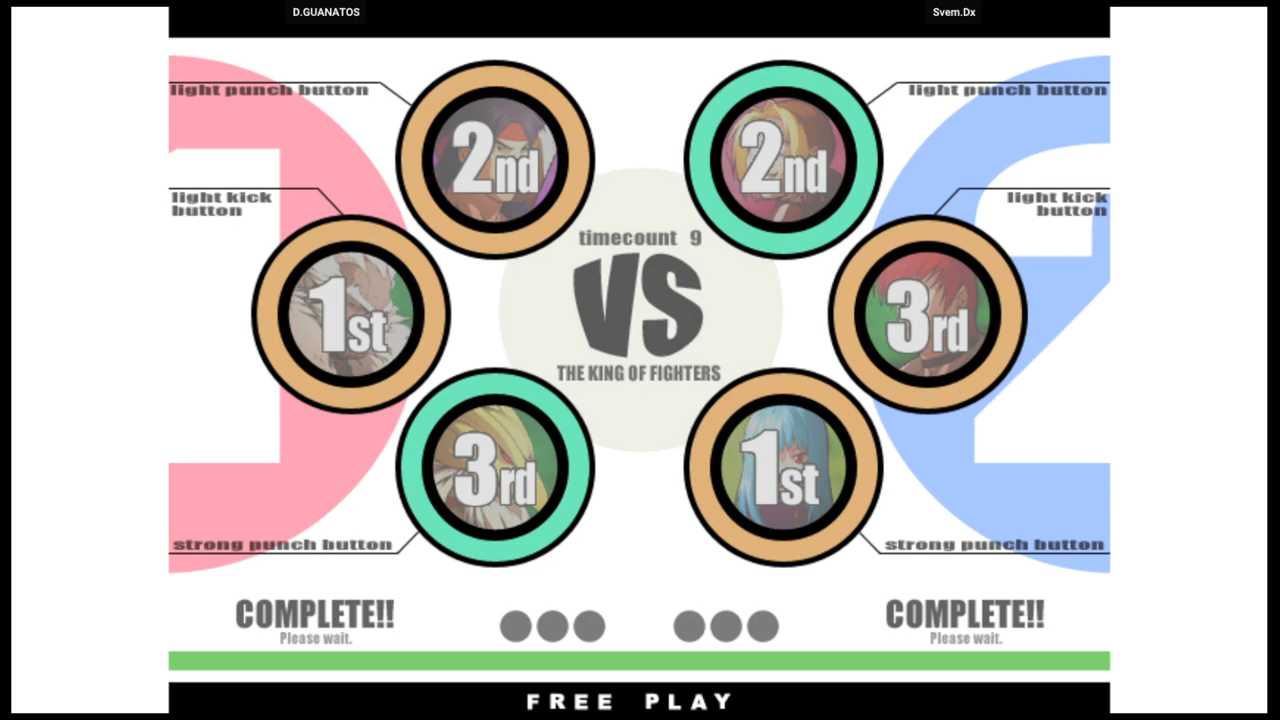 D.GUANATOS
Svem.Dx
light punch button
light punch button
2nd
2nd
light kick
button
light kick
button
timecount 9
VS
THE KING OF FIGHTERS
1st
3rd
3rd
1st
strong punch button
strong punch button
COMPLETE!!
Please wait.
COMPLETE!!
Please wait.
FREE PLAY